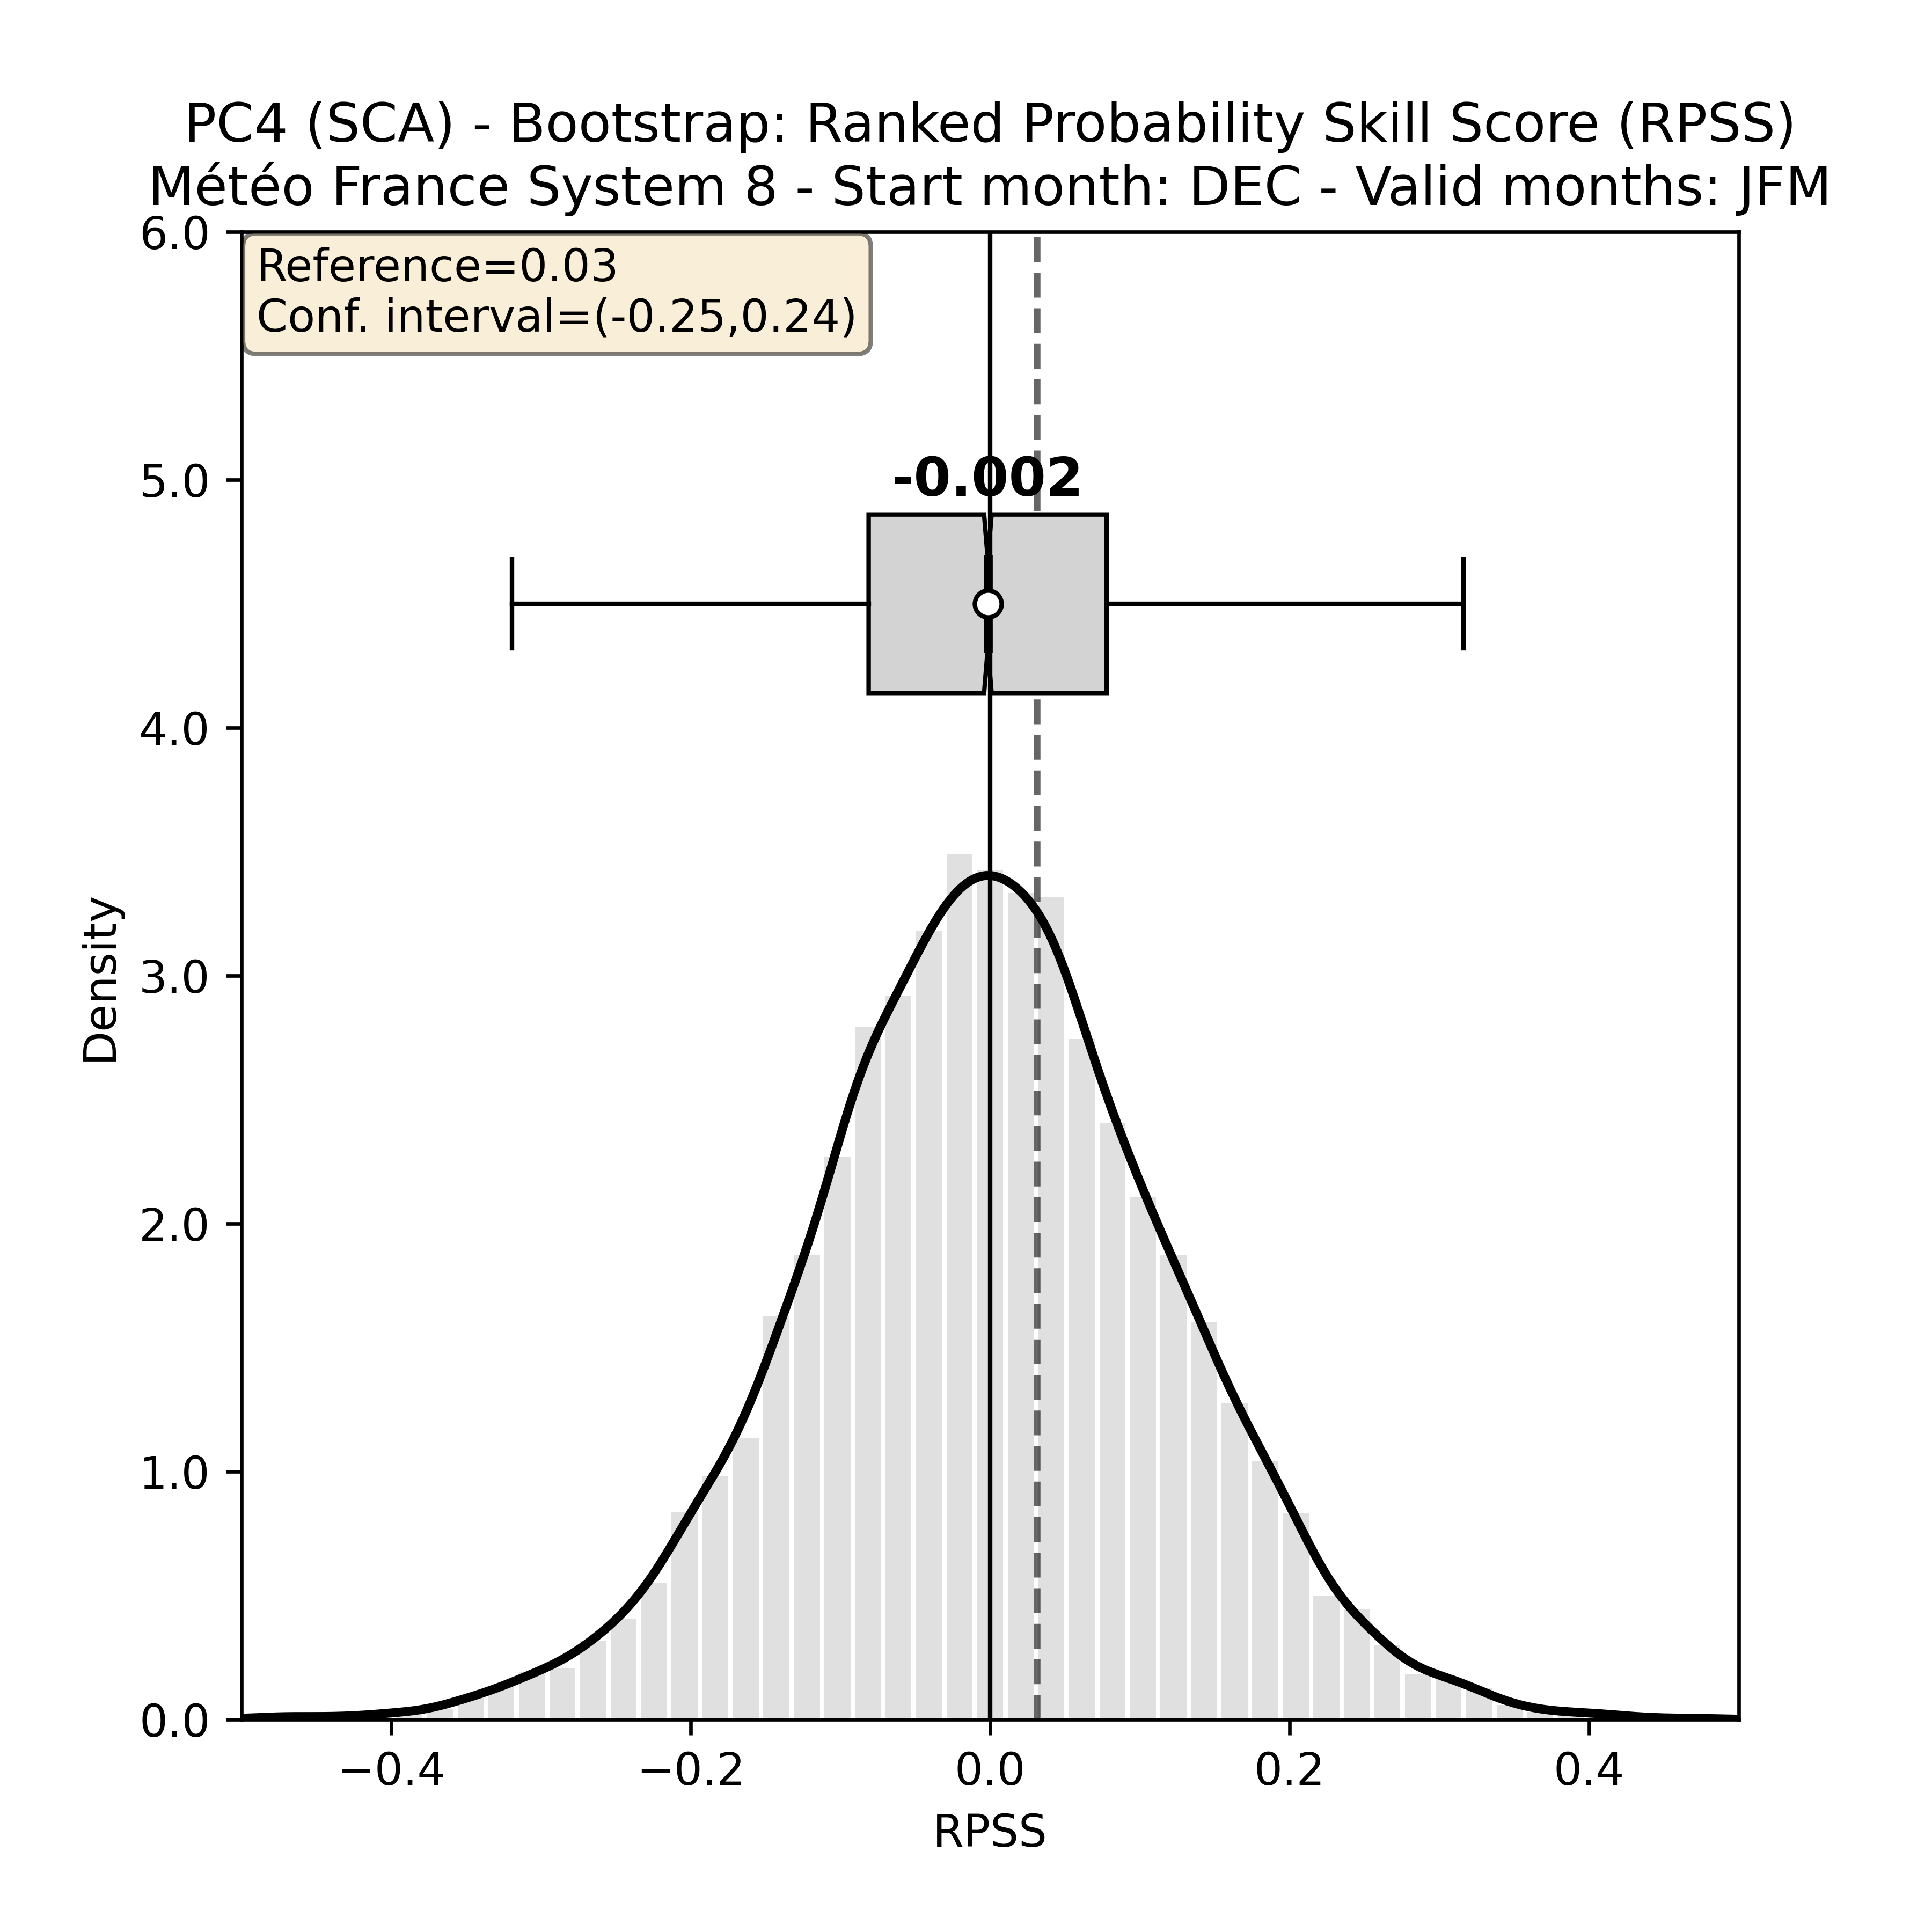 PC4 (SCA) - Bootstrap: Ranked Probability Skill Score (RPSS)
Météo France System 8 - Start month: DEC - Valid months: JFM
6.0
Reference=0.03
Conf. interval=(-0.25,0.24)
5.0
-0.002
4.0
Density
3.0
2.0
1.0
0.0
−0.4 −0.2 0.0 0.2 0.4
RPSS